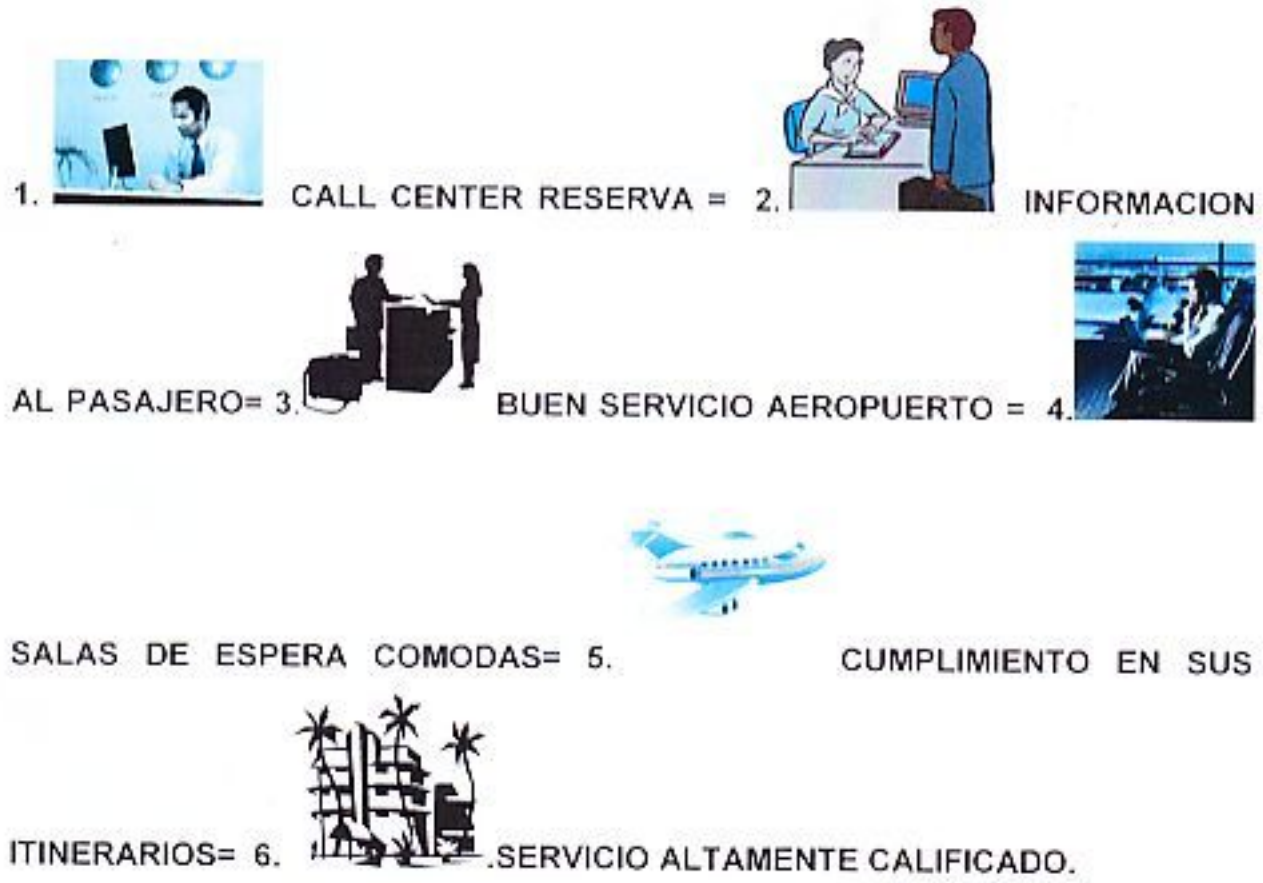 1. CALL CENTER RESERVA = 2. INFORMACION
AL PASAJERO= 3. BUEN SERVICIO AEROPUERTO = 4.
SALAS DE ESPERA COMODAS= 5. CUMPLIMIENTO EN SUS
ITINERARIOS= 6. .SERVICIO ALTAMENTE CALIFICADO.